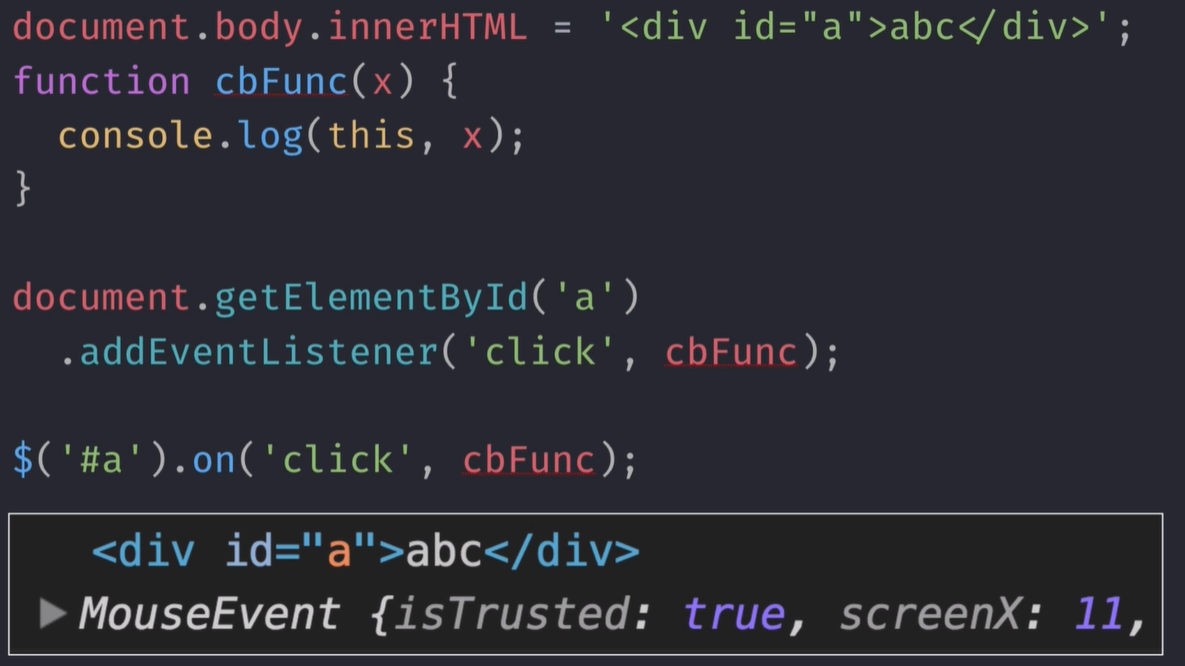 document.body.innerHTML = '<div id="a">abc</div>';
function cbFunc(x) {
  console.log(this, x);
}
document.getElementById('a')
  .addEventListener('click', cbFunc);
$('#a').on('click', cbFunc);
<div id="a">abc</div>
▶ MouseEvent {isTrusted: true, screenX: 11,